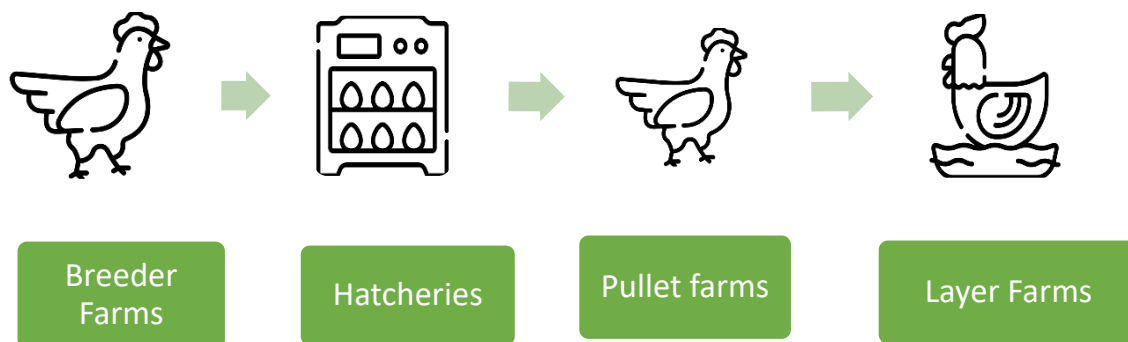 Breeder
Farms
Hatcheries
Pullet farms
Layer Farms